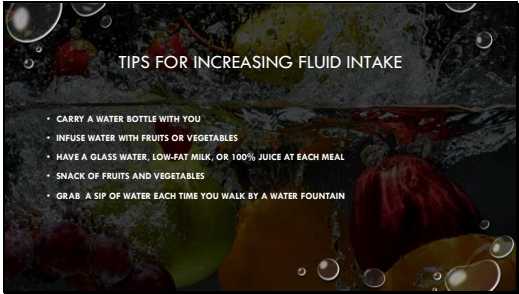 TIPS FOR INCREASING FLUID INTAKE
• CARRY A WATER BOTTLE WITH YOU
• INFUSE WATER WITH FRUITS OR VEGETABLES
• HAVE A GLASS WATER, LOW-FAT MILK, OR 100% JUICE AT EACH MEAL
• SNACK OF FRUITS AND VEGETABLES
• GRAB  A SIP OF WATER EACH TIME YOU WALK BY A WATER FOUNTAIN